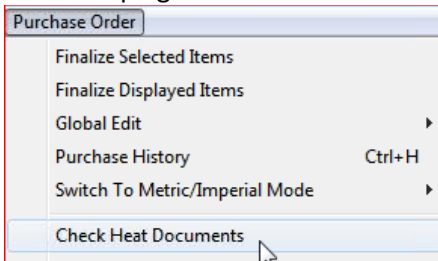 Purchase Order
Finalize Selected Items
Finalize Displayed Items
Global Edit
Purchase History Ctrl+H
Switch To Metric/Imperial Mode
Check Heat Documents